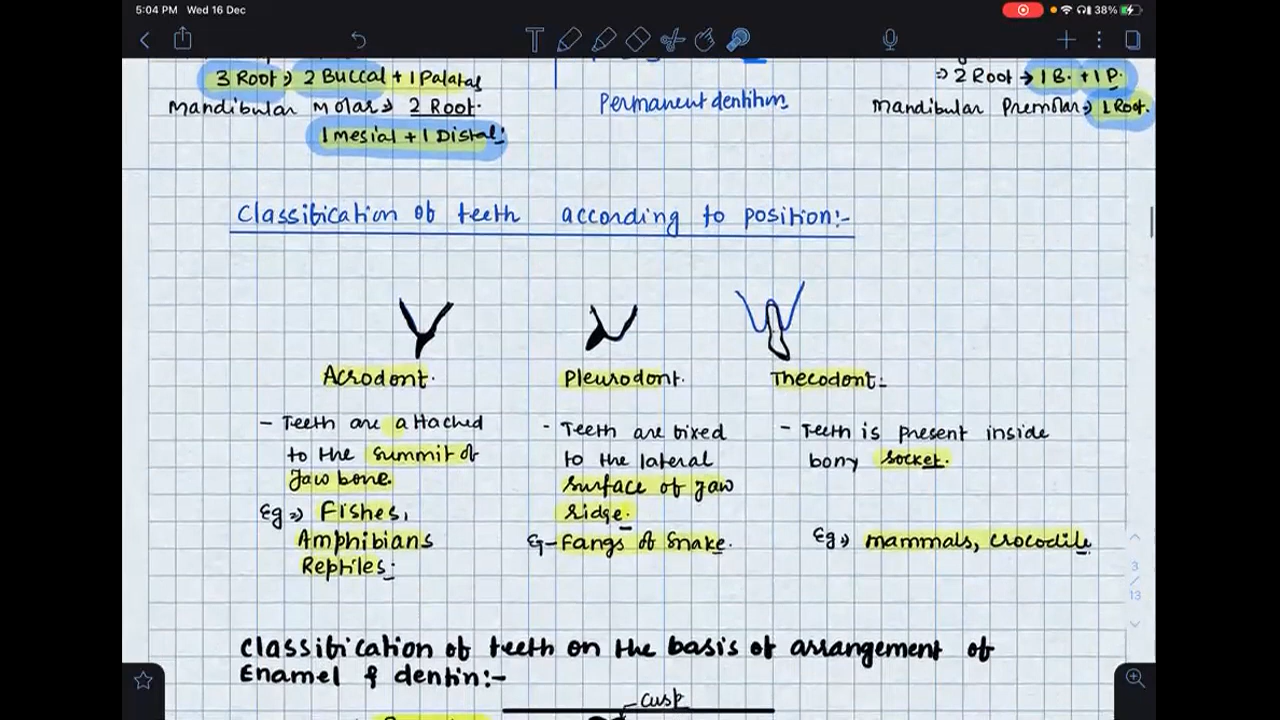 5:04 PM Wed 16 Dec
38%
3 Root → 2 Buccal + 1 Palatal
Mandibular Molar → 2 Root.
1 Mesial + 1 Distal:
Permanent dentihm
→ 2 Root → 1 B. + 1 P.
Mandibular Premolar → 1 Root.
Classification of teeth according to position:-
Acrodont.
- Teeth are attached
to the summit of
Jaw bone.
Eg → Fishes,
Amphibians
Reptiles:
Pleurodont.
- Teeth are fixed
to the lateral
surface of jaw
ridge.
Eg - Fangs of Snake.
Thecodont:-
- Teeth is present inside
bony socket.
Eg → mammals, crocodile
Classification of teeth on the basis of arrangement of
Enamel & dentin:-
cusp
3
/
13